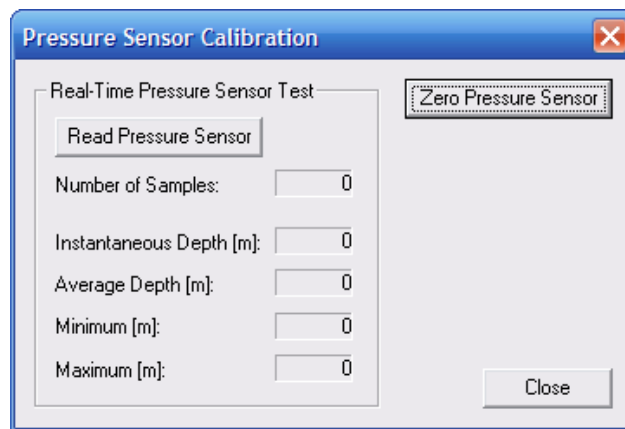 Pressure Sensor Calibration
Real-Time Pressure Sensor Test
Zero Pressure Sensor
Read Pressure Sensor
Number of Samples: 0
Instantaneous Depth [m]: 0
Average Depth [m]: 0
Minimum [m]: 0
Maximum [m]: 0
Close